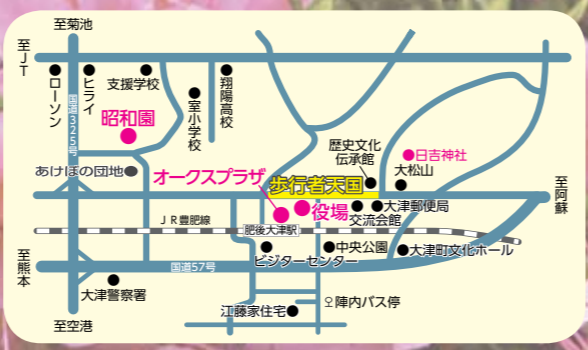 至菊池
至JT
ローソン
ヒライ
支援学校
室小学校
翔陽高校
国道325号
昭和園
あけぼの団地
オークスプラザ
歩行者天国
歴史文化
伝承館
日吉神社
大松山
至阿蘇
役場
大津郵便局
交流会館
JR豊肥線
肥後大津駅
ビジターセンター
中央公園
大津町文化ホール
至熊本
国道57号
大津警察署
江藤家住宅
陣内バス停
至空港